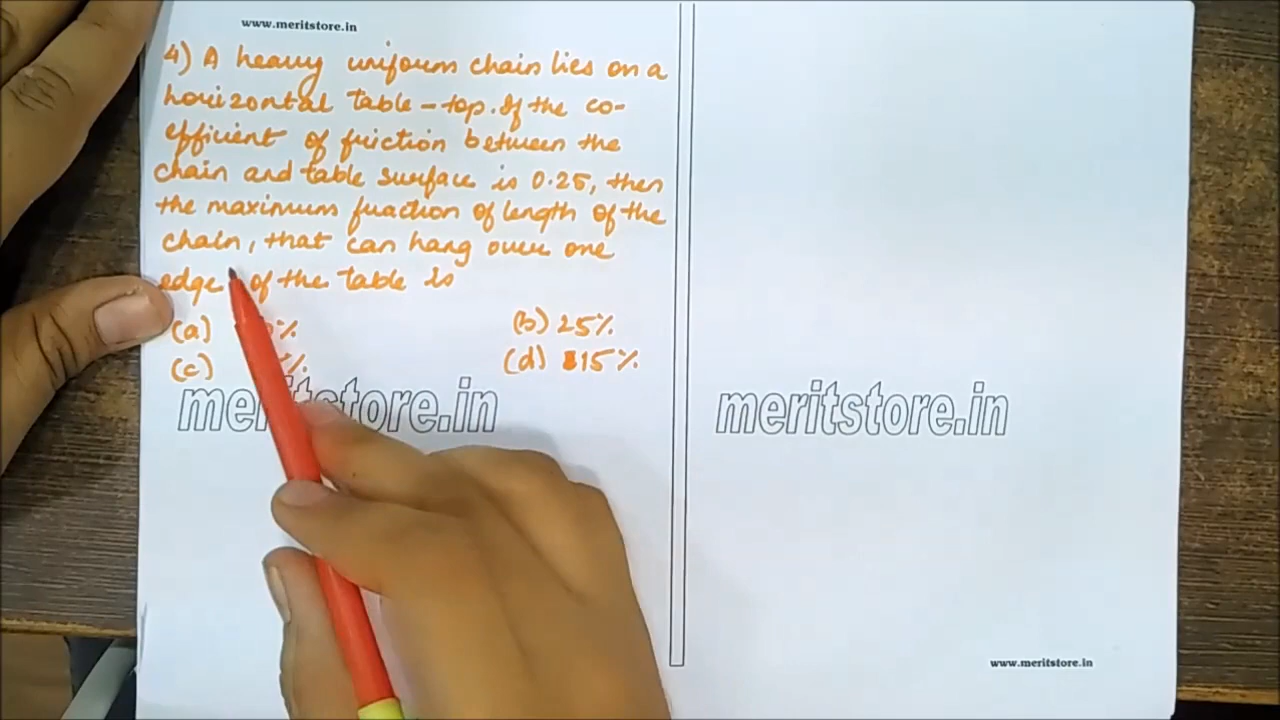 www.meritstore.in
4) A heavy uniform chain lies on a
horizontal table-top. If the co-
efficient of friction between the
chain and table surface is 0.25, then
the maximum fraction of length of the
chain, that can hang over one
edge of the table is
(a) % (b) 25%
(c) % (d) 15%
meritstore.in meritstore.in
www.meritstore.in